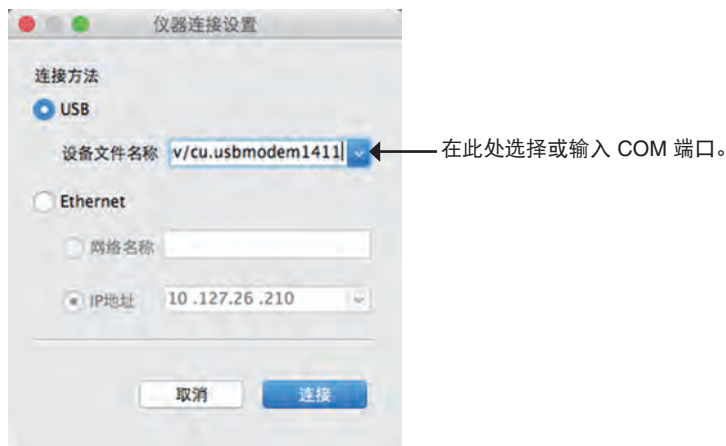 仪器连接设置
连接方法
USB
设备文件名称 v/cu.usbmodem1411
在此处选择或输入 COM 端口。
Ethernet
网络名称
IP地址 10 .127.26 .210
取消 连接